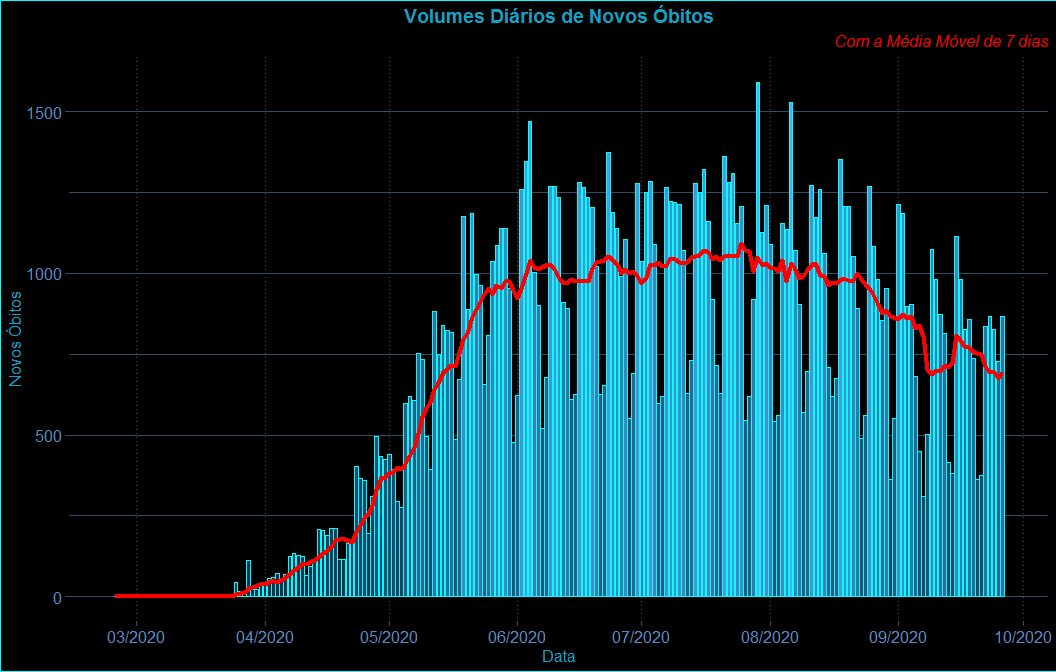 Volumes Diários de Novos Óbitos
Com a Média Móvel de 7 dias
1500
1000
500
0
Novos Óbitos
03/2020 04/2020 05/2020 06/2020 07/2020 08/2020 09/2020 10/2020
Data